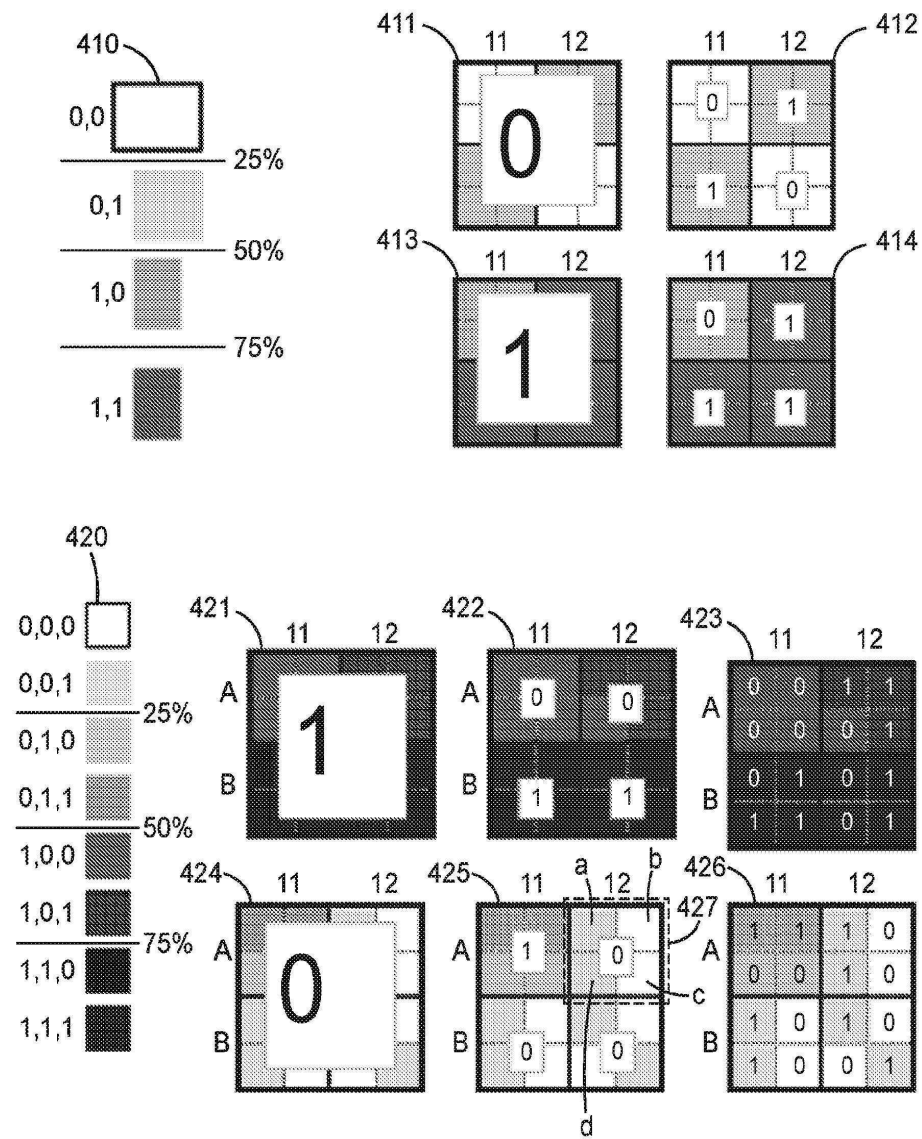 410
0,0
25%
0,1
50%
1,0
75%
1,1
411
11 12
0
412
11 12
0 1
1 0
413
11 12
1
414
11 12
0 1
1 1
420
0,0,0
0,0,1
25%
0,1,0
0,1,1
50%
1,0,0
1,0,1
75%
1,1,0
1,1,1
421
11 12
A
1
B
422
11 12
A 0 0
B 1 1
423
11 12
A
0 0 1 1
0 0 0 1
B
0 1 0 1
1 1 0 1
424
11 12
A
0
B
425
11 12
a b
427
A 1 0
c
B 0 0
d
426
11 12
A
1 1 1 0
0 0 1 0
B
1 0 1 0
1 0 0 1